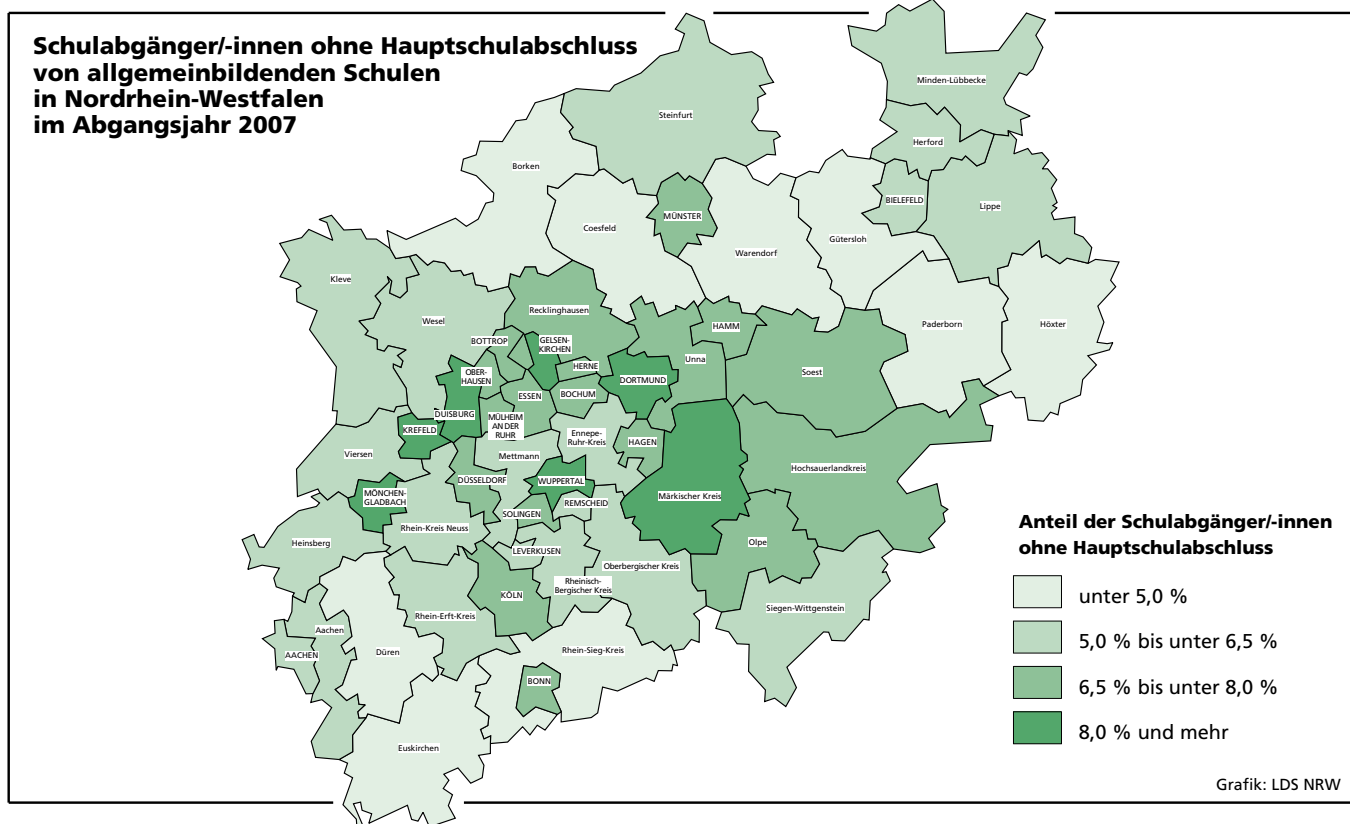 Schulabgänger/-innen ohne Hauptschulabschluss
von allgemeinbildenden Schulen
in Nordrhein-Westfalen
im Abgangsjahr 2007
Minden-Lübbecke
Steinfurt
Herford
Borken
BIELEFELD
Lippe
MÜNSTER
Coesfeld
Gütersloh
Warendorf
Kleve
Recklinghausen
Wesel
HAMM
Paderborn
Höxter
BOTTROP
GELSEN-
KIRCHEN
Unna
HERNE
Soest
OBER-
HAUSEN
DORTMUND
ESSEN
BOCHUM
DUISBURG
MÜLHEIM
AN DER
RUHR
KREFELD
Ennepe-
Ruhr-Kreis
HAGEN
Viersen
Mettmann
Hochsauerlandkreis
DÜSSELDORF
WUPPERTAL
MÖNCHEN-
GLADBACH
Märkischer Kreis
REMSCHEID
SOLINGEN
Rhein-Kreis Neuss
Heinsberg
Olpe
LEVERKUSEN
Oberbergischer Kreis
Rheinisch-
Bergischer Kreis
KÖLN
Siegen-Wittgenstein
Rhein-Erft-Kreis
Aachen
AACHEN
Düren
Rhein-Sieg-Kreis
BONN
Euskirchen
Anteil der Schulabgänger/-innen
ohne Hauptschulabschluss
unter 5,0 %
5,0 % bis unter 6,5 %
6,5 % bis unter 8,0 %
8,0 % und mehr
Grafik: LDS NRW